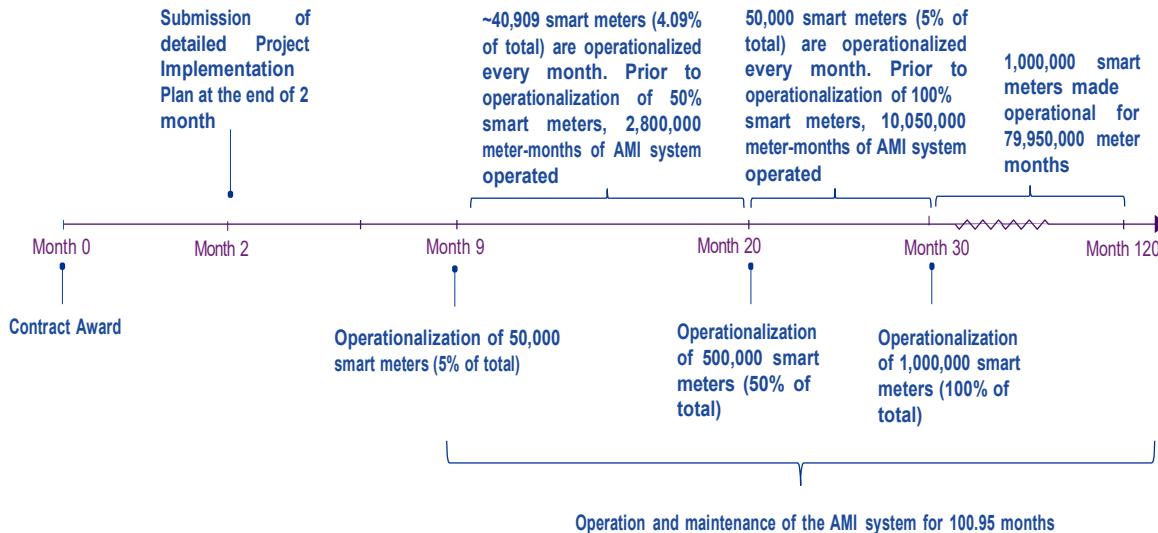 Submission of
detailed Project
Implementation
Plan at the end of 2
month
~40,909 smart meters (4.09%
of total) are operationalized
every month. Prior to
operationalization of 50%
smart meters, 2,800,000
meter-months of AMI system
operated
50,000 smart meters (5% of
total) are operationalized
every month. Prior to
operationalization of 100%
smart meters, 10,050,000
meter-months of AMI system
operated
1,000,000 smart
meters made
operational for
79,950,000 meter
months
Month 0
Month 2
Month 9
Month 20
Month 30
Month 120
Contract Award
Operationalization of 50,000
smart meters (5% of total)
Operationalization
of 500,000 smart
meters (50% of
total)
Operationalization
of 1,000,000 smart
meters (100% of
total)
Operation and maintenance of the AMI system for 100.95 months